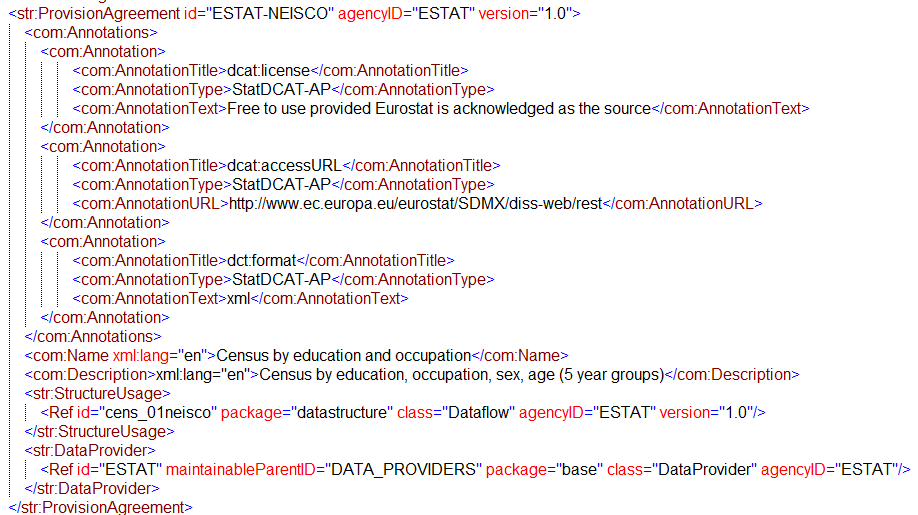 <str:ProvisionAgreement id="ESTAT-NEISCO" agencyID="ESTAT" version="1.0">
<com:Annotations>
<com:Annotation>
<com:AnnotationTitle>dcat:license</com:AnnotationTitle>
<com:AnnotationType>StatDCAT-AP</com:AnnotationType>
<com:AnnotationText>Free to use provided Eurostat is acknowledged as the source</com:AnnotationText>
</com:Annotation>
<com:Annotation>
<com:AnnotationTitle>dcat:accessURL</com:AnnotationTitle>
<com:AnnotationType>StatDCAT-AP</com:AnnotationType>
<com:AnnotationURL>http://www.ec.europa.eu/eurostat/SDMX/diss-web/rest</com:AnnotationURL>
</com:Annotation>
<com:Annotation>
<com:AnnotationTitle>dct:format</com:AnnotationTitle>
<com:AnnotationType>StatDCAT-AP</com:AnnotationType>
<com:AnnotationText>xml</com:AnnotationText>
</com:Annotation>
</com:Annotations>
<com:Name xml:lang="en">Census by education and occupation</com:Name>
<com:Description>xml:lang="en">Census by education, occupation, sex, age (5 year groups)</com:Description>
<str:StructureUsage>
<Ref id="cens_01neisco" package="datastructure" class="Dataflow" agencyID="ESTAT" version="1.0"/>
</str:StructureUsage>
<str:DataProvider>
<Ref id="ESTAT" maintainableParentID="DATA_PROVIDERS" package="base" class="DataProvider" agencyID="ESTAT"/>
</str:DataProvider>
</str:ProvisionAgreement>